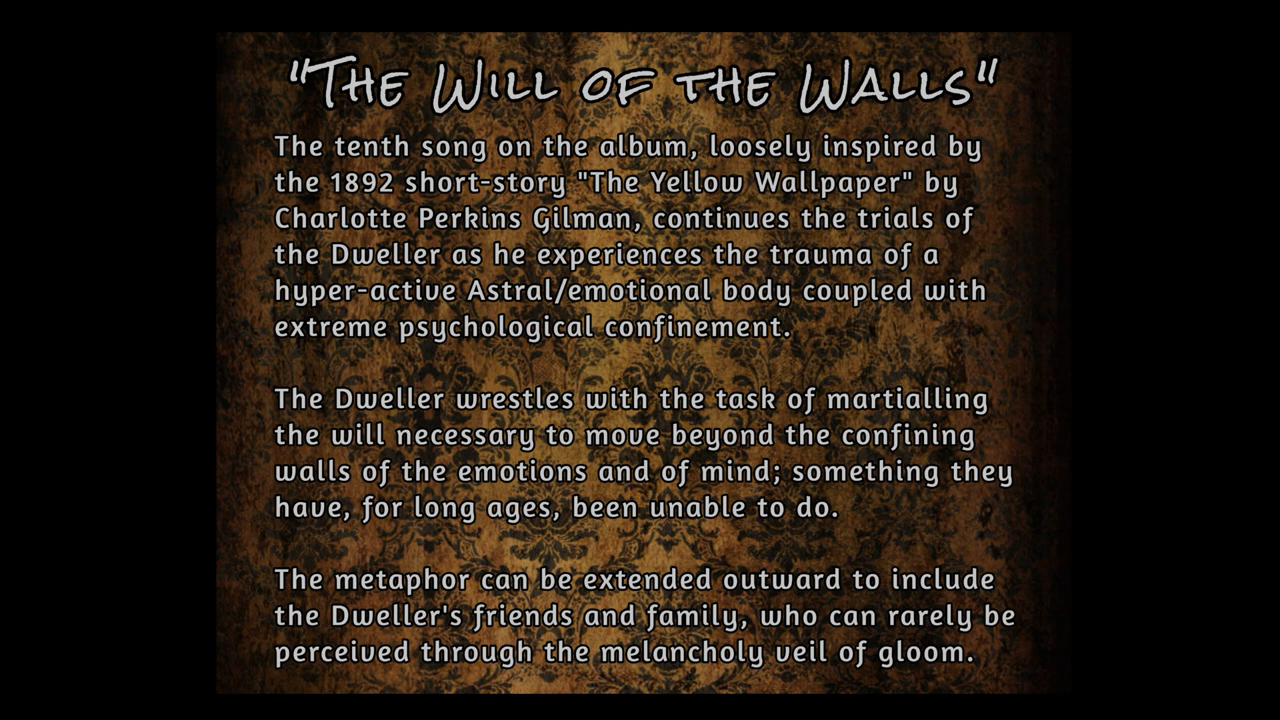 "The Will of the Walls"
The tenth song on the album, loosely inspired by
the 1892 short-story "The Yellow Wallpaper" by
Charlotte Perkins Gilman, continues the trials of
the Dweller as he experiences the trauma of a
hyper-active Astral/emotional body coupled with
extreme psychological confinement.
The Dweller wrestles with the task of martialling
the will necessary to move beyond the confining
walls of the emotions and of mind; something they
have, for long ages, been unable to do.
The metaphor can be extended outward to include
the Dweller's friends and family, who can rarely be
perceived through the melancholy veil of gloom.